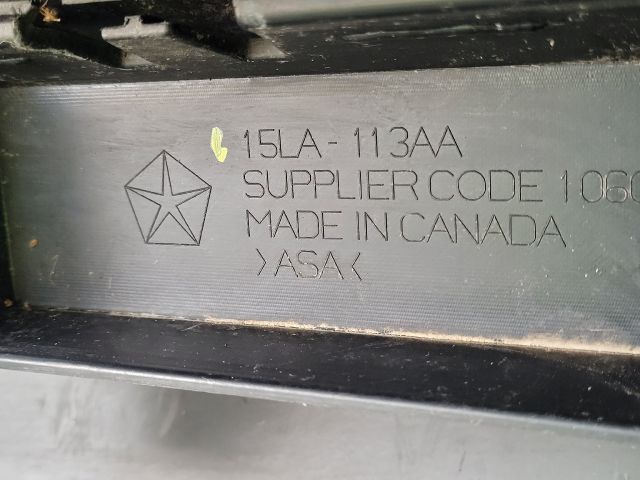 15LA-113AA
SUPPLIER CODE 1060
MADE IN CANADA
>ASA<